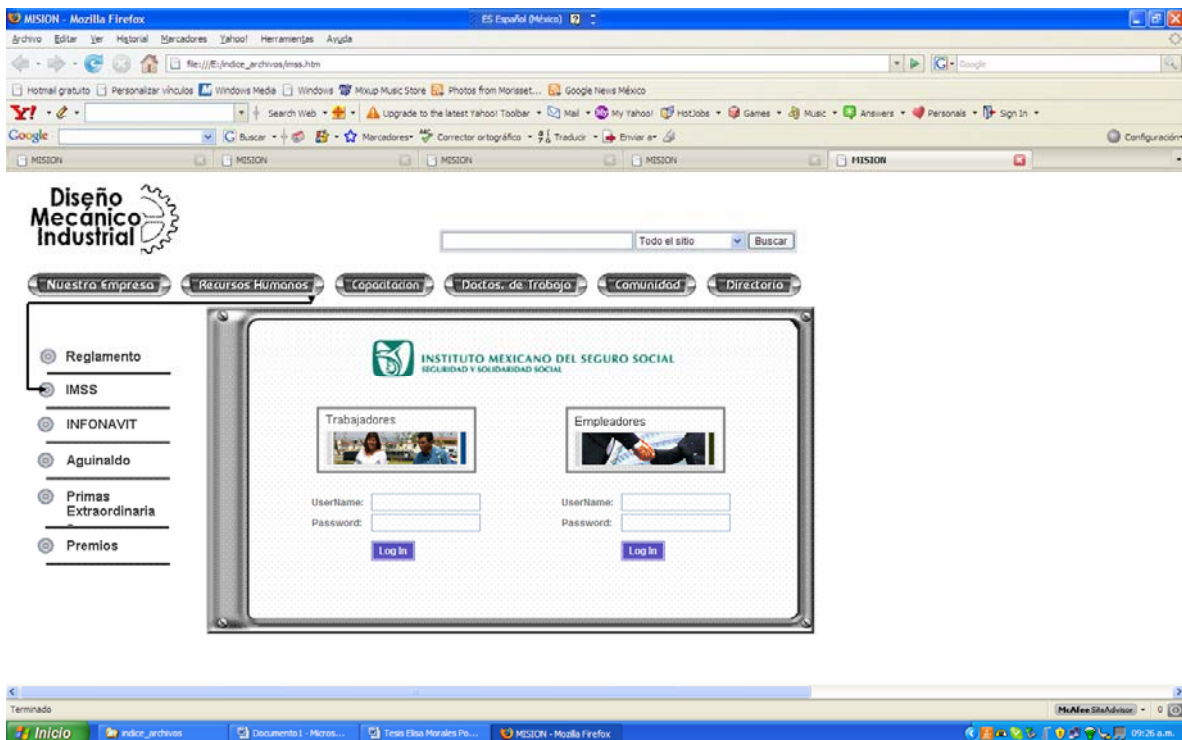 MISION - Mozilla Firefox
ES Español (México)
Archivo Editar Ver Historial Marcadores Yahoo! Herramientas Ayuda
file:///E:/indice_archivos/imss.htm
Google
Hotmail gratuito Personalizar vínculos Windows Media Windows Mixup Music Store Photos from Morisset... Google News México
Y! Search Web Upgrade to the latest Yahoo! Toolbar Mail My Yahoo! HotJobs Games Music Answers Personals Sign In
Google Buscar Marcadores Corrector ortográfico Traducir Enviar a Configuración
MISION MISION MISION MISION MISION
Diseño
Mecánico
Industrial
Todo el sitio Buscar
Nuestra Empresa Recursos Humanos Capacitacion Doctos. de Trabajo Comunidad Directorio
Reglamento
IMSS
INFONAVIT
Aguinaldo
Primas
Extraordinaria
Premios
INSTITUTO MEXICANO DEL SEGURO SOCIAL
SEGURIDAD Y SOLIDARIDAD SOCIAL
Trabajadores
Empleadores
UserName:
Password:
Log In
UserName:
Password:
Log In
Terminado
McAfee SiteAdvisor
0
Inicio indice_archivos Documento1 - Micros... Tesis Elisa Morales Po... MISION - Mozilla Firefox 09:26 a.m.